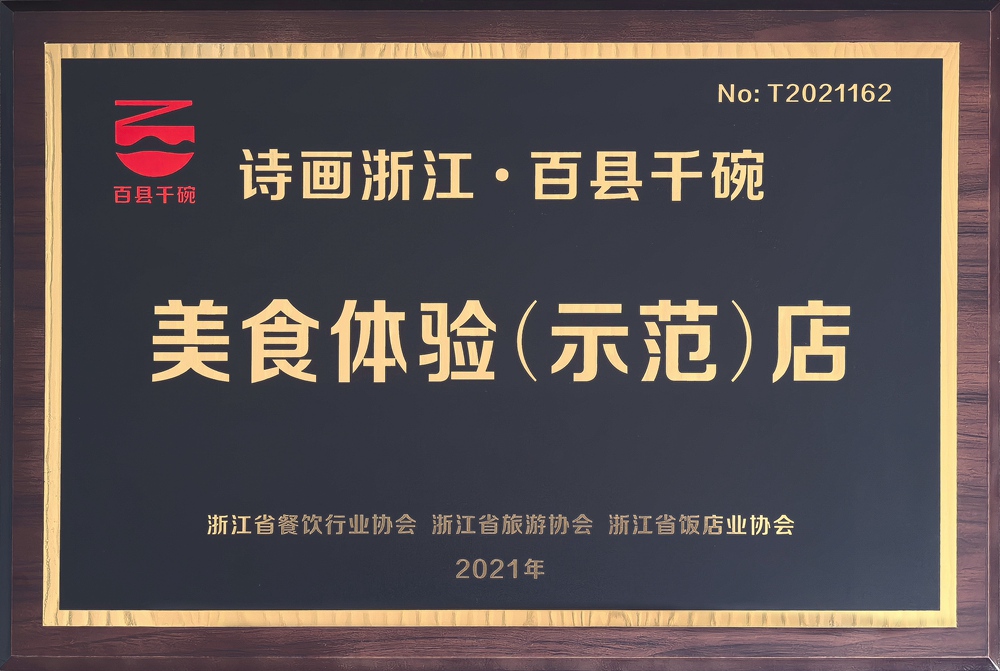 No: T2021162
百县千碗
诗画浙江·百县千碗
美食体验(示范)店
浙江省餐饮行业协会 浙江省旅游协会 浙江省饭店业协会
2021年